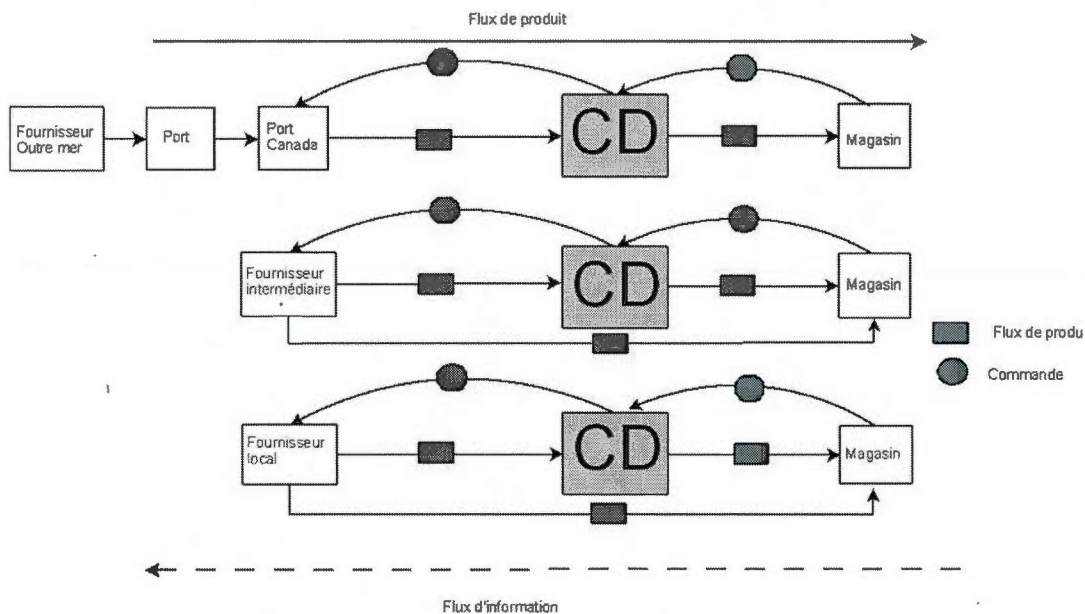 Flux de produit
Fournisseur
Outre mer
Port
Port
Canada
CD
Magasin
Fournisseur
intermédiaire
CD
Magasin
Flux de produ
Commande
Fournisseur
local
CD
Magasin
Flux d'information